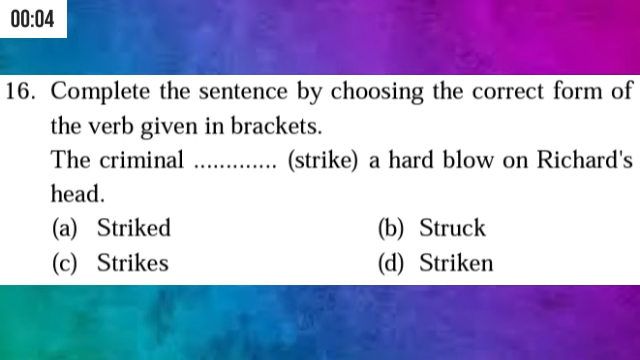 00:04
16. Complete the sentence by choosing the correct form of
the verb given in brackets.
The criminal ............. (strike) a hard blow on Richard's
head.
(a) Striked (b) Struck
(c) Strikes (d) Striken